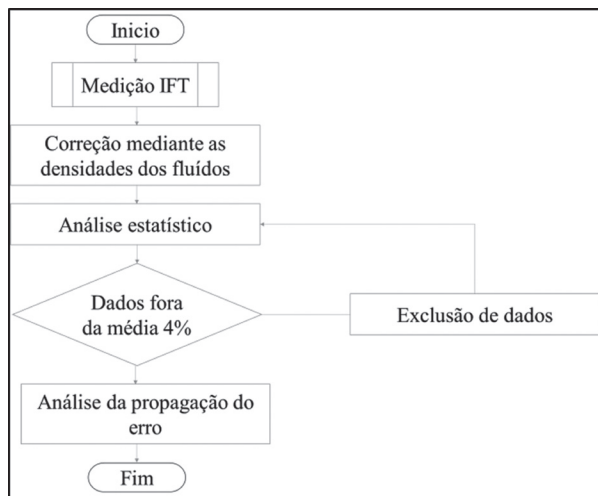 Inicio
Medição IFT
Correção mediante as
densidades dos fluídos
Análise estatístico
Dados fora
da média 4%
Exclusão de dados
Análise da propagação do
erro
Fim